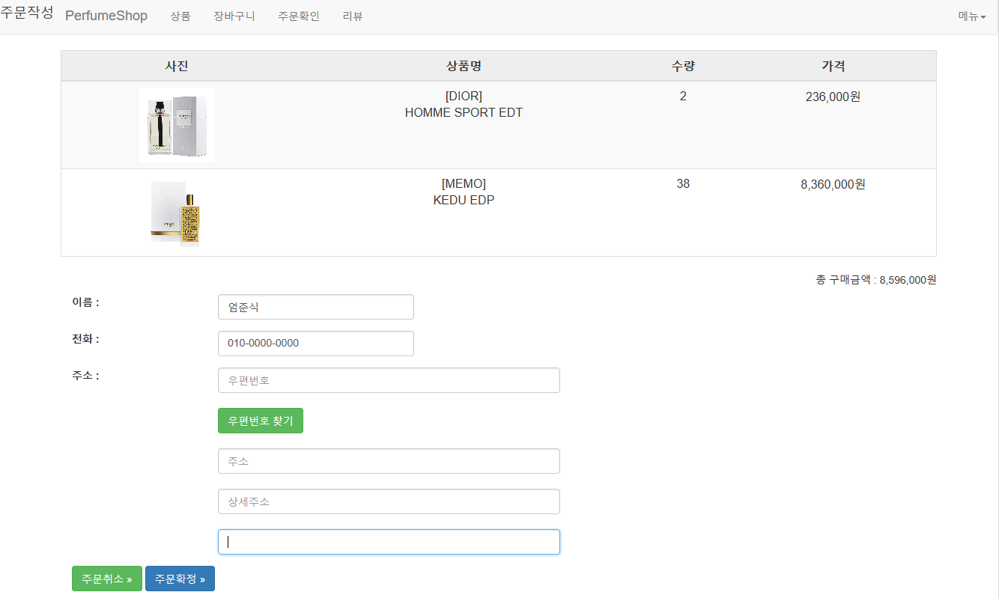 주문작성 PerfumeShop 상품 장바구니 주문확인 리뷰 메뉴
사진 상품명 수량 가격
[DIOR] 2 236,000원
HOMME SPORT EDT
[MEMO] 38 8,360,000원
KEDU EDP
총 구매금액 : 8,596,000원
이름 : 엄준식
전화 : 010-0000-0000
주소 : 우편번호
우편번호 찾기
주소
상세주소
주문취소 » 주문확정 »